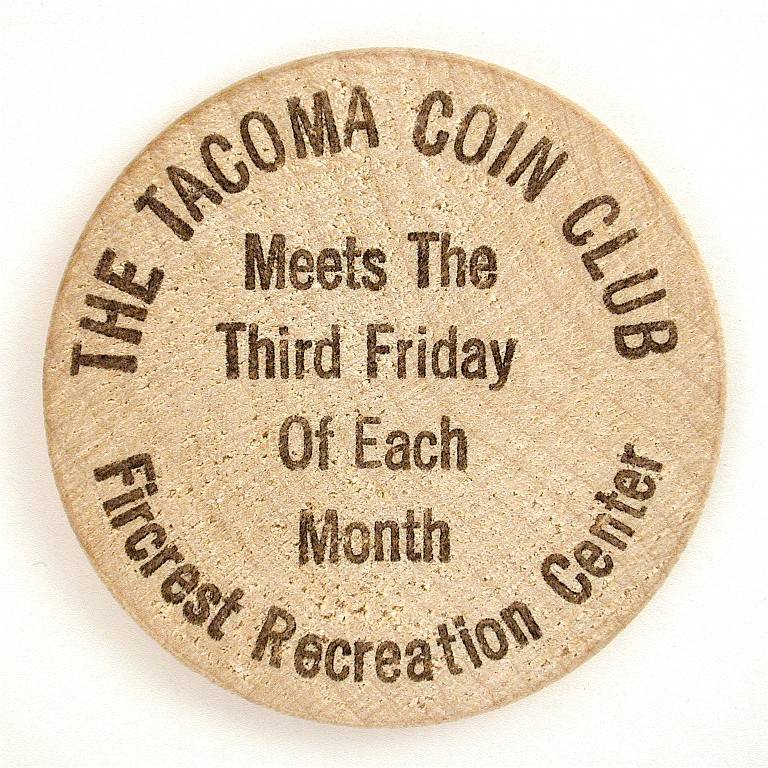 THE TACOMA COIN CLUB
Meets The
Third Friday
Of Each
Month
Fircrest Recreation Center